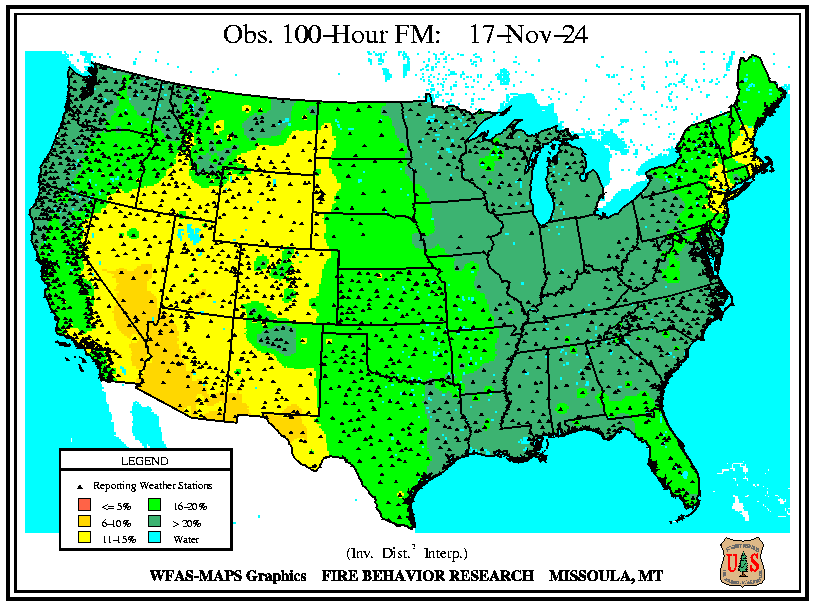 Obs. 100-Hour FM: 17-Nov-24
LEGEND
Reporting Weather Stations
<= 5%
16-20%
6-10%
> 20%
11-15%
Water
(Inv. Dist.² Interp.)
WFAS-MAPS Graphics FIRE BEHAVIOR RESEARCH MISSOULA, MT
U S